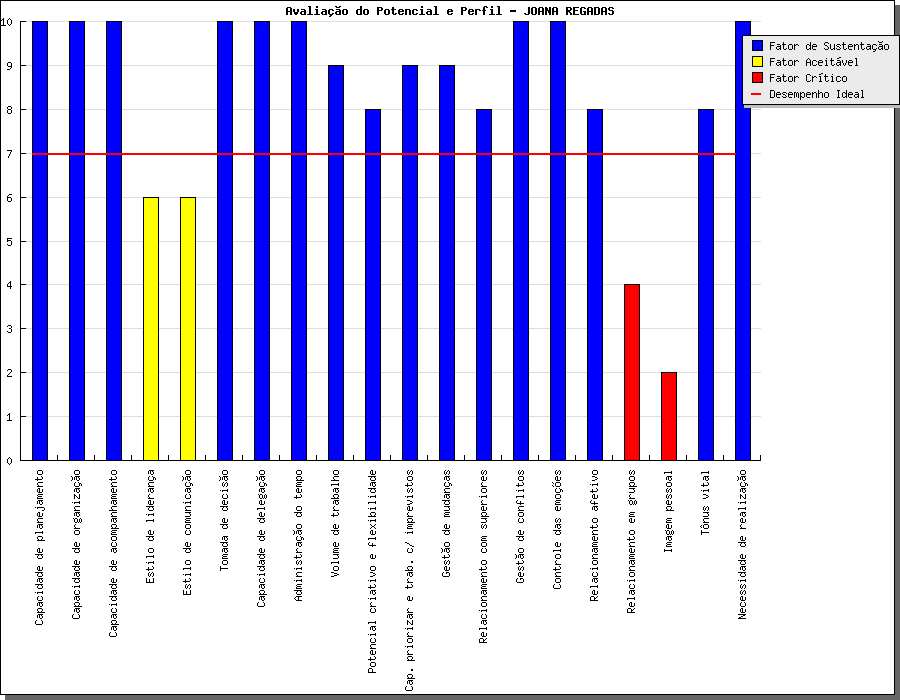 Avaliação do Potencial e Perfil - JOANA REGADAS
Fator de Sustentação
Fator Aceitável
Fator Crítico
Desempenho Ideal
10
9
8
7
6
5
4
3
2
1
0
Capacidade de planejamento
Capacidade de organização
Capacidade de acompanhamento
Estilo de liderança
Estilo de comunicação
Tomada de decisão
Capacidade de delegação
Administração do tempo
Volume de trabalho
Potencial criativo e flexibilidade
Cap. priorizar e trab. c/ imprevistos
Gestão de mudanças
Relacionamento com superiores
Gestão de conflitos
Controle das emoções
Relacionamento afetivo
Relacionamento em grupos
Imagem pessoal
Tônus vital
Necessidade de realização